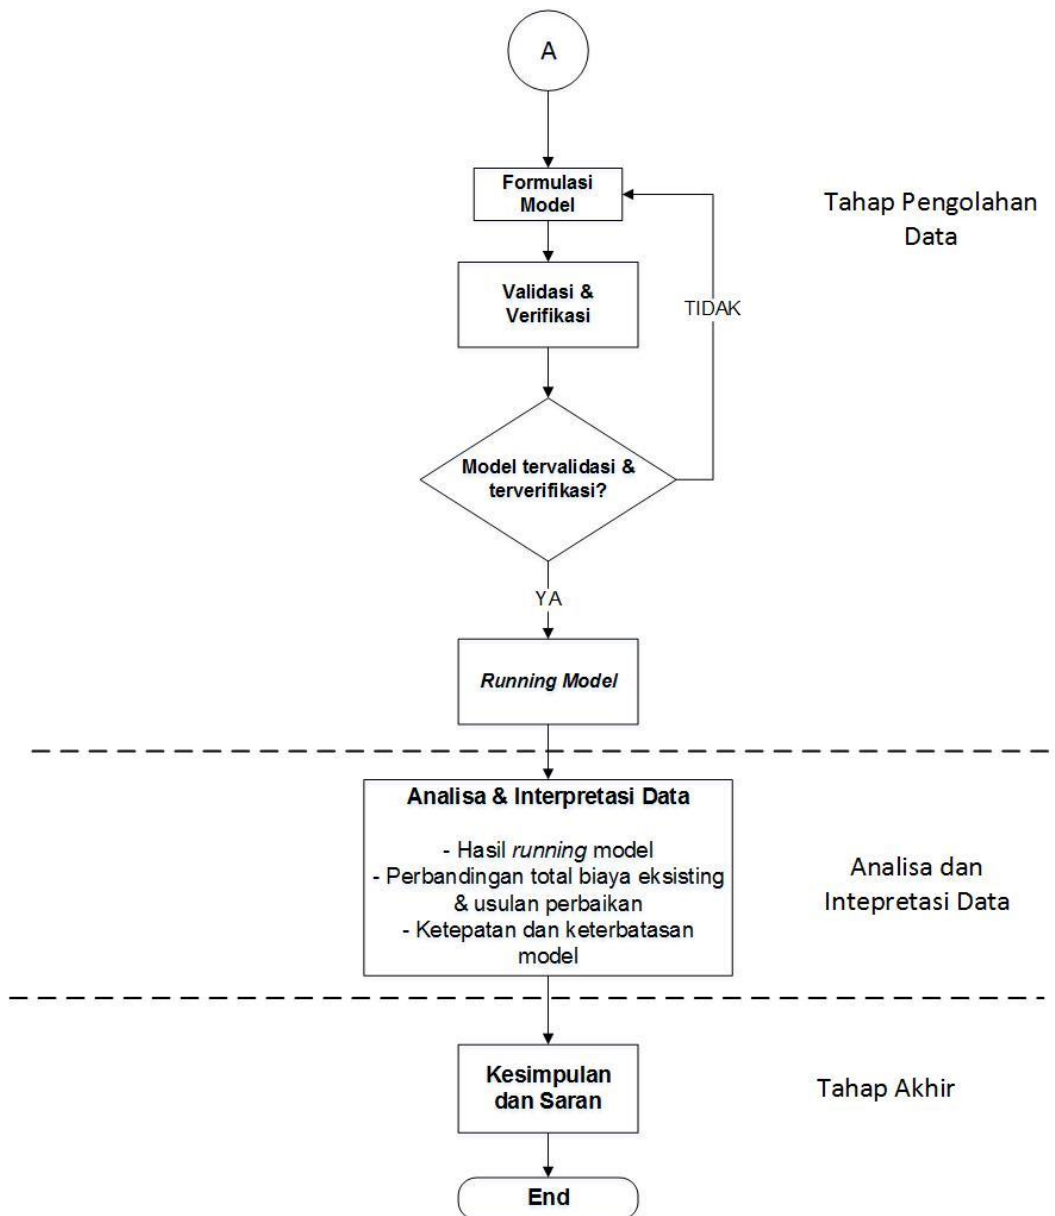 A
Formulasi
Model
Tahap Pengolahan
Data
Validasi &
Verifikasi
TIDAK
Model tervalidasi &
terverifikasi?
YA
Running Model
Analisa & Interpretasi Data
- Hasil running model
- Perbandingan total biaya eksisting
& usulan perbaikan
- Ketepatan dan keterbatasan
model
Analisa dan
Intepretasi Data
Kesimpulan
dan Saran
Tahap Akhir
End